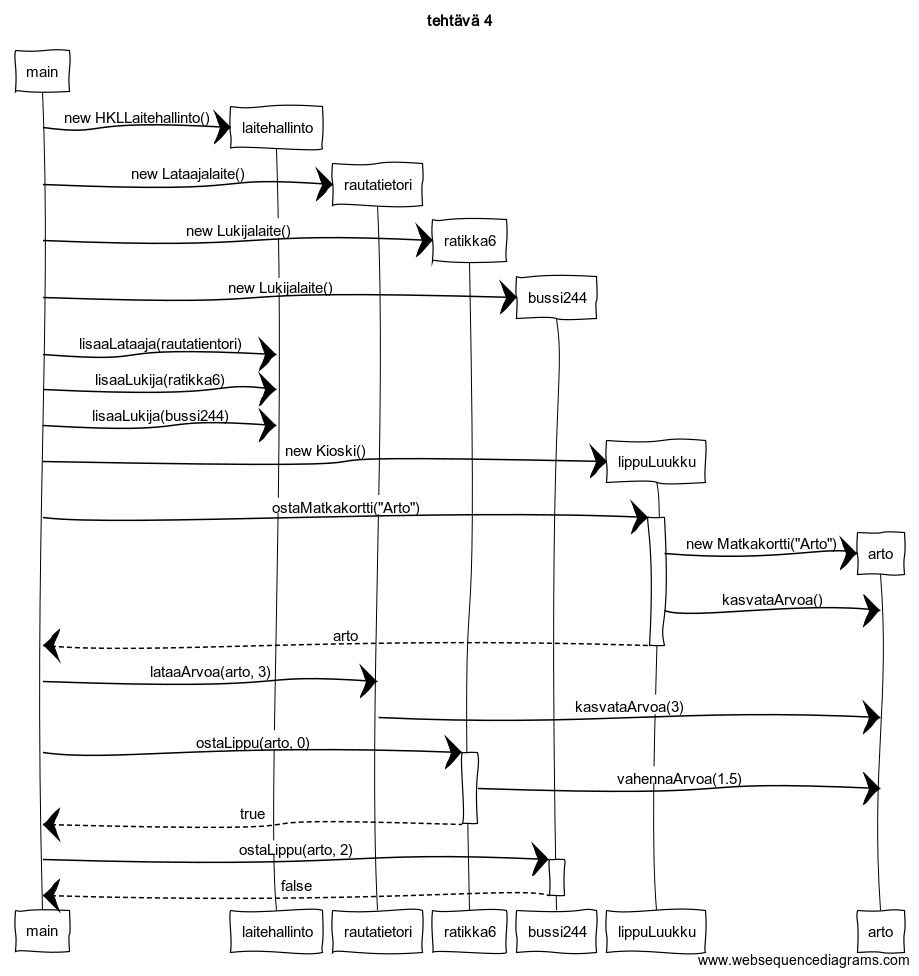 tehtävä 4
main
new HKLLaitehallinto()
laitehallinto
new Lataajalaite()
rautatietori
new Lukijalaite()
ratikka6
new Lukijalaite()
bussi244
lisaaLataaja(rautatientori)
lisaaLukija(ratikka6)
lisaaLukija(bussi244)
new Kioski()
lippuLuukku
ostaMatkakortti("Arto")
new Matkakortti("Arto")
arto
kasvataArvoa()
arto
lataaArvoa(arto, 3)
kasvataArvoa(3)
ostaLippu(arto, 0)
vahennaArvoa(1.5)
true
ostaLippu(arto, 2)
false
main laitehallinto rautatietori ratikka6 bussi244 lippuLuukku arto
www.websequencediagrams.com